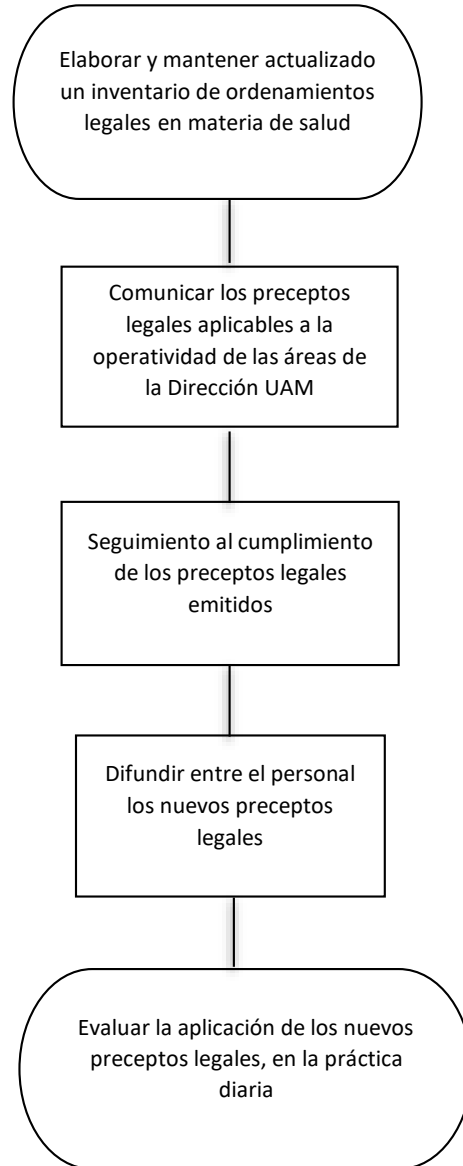 Elaborar y mantener actualizado
un inventario de ordenamientos
legales en materia de salud
Comunicar los preceptos
legales aplicables a la
operatividad de las áreas de
la Dirección UAM
Seguimiento al cumplimiento
de los preceptos legales
emitidos
Difundir entre el personal
los nuevos preceptos
legales
Evaluar la aplicación de los nuevos
preceptos legales, en la práctica
diaria